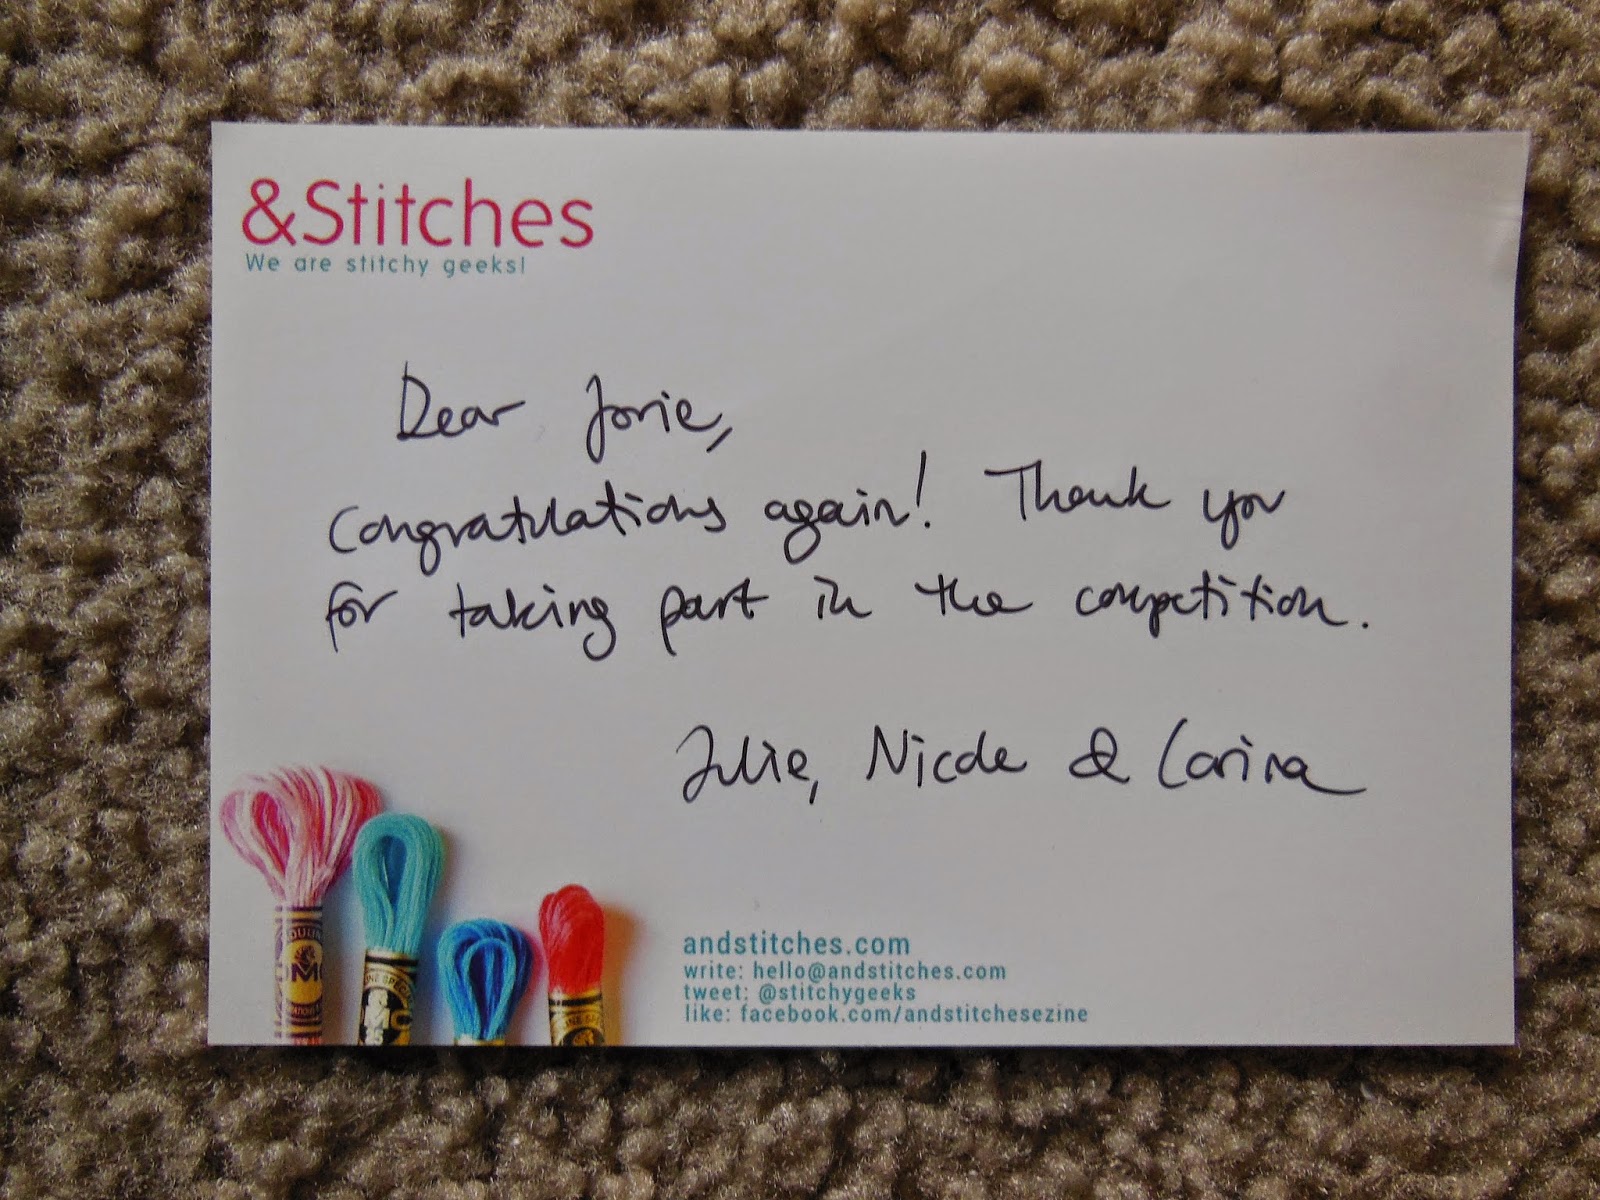 &Stitches
We are stitchy geeks!
Dear Jorie,
Congratulations again! Thank you
for taking part in the competition.
Julie, Nicole & Carina
andstitches.com
write: hello@andstitches.com
tweet: @stitchygeeks
like: facebook.com/andstitchesezine